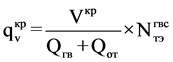 q_v^кр = V^кр / (Q_гв + Q_от) × N_тэ^гвс